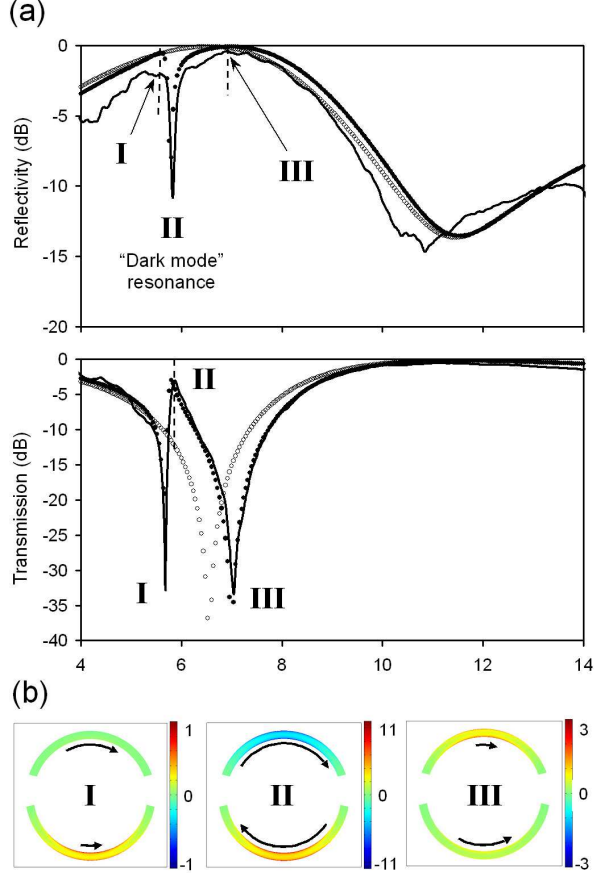 (a)
0
-5
-10
-15
-20
Reflectivity (dB)
I
II
III
“Dark mode”
resonance
0
-5
-10
-15
-20
-25
-30
-35
-40
Transmission (dB)
II
I
III
4 6 8 10 12 14
(b)
I
1
0
-1
II
11
0
-11
III
3
0
-3